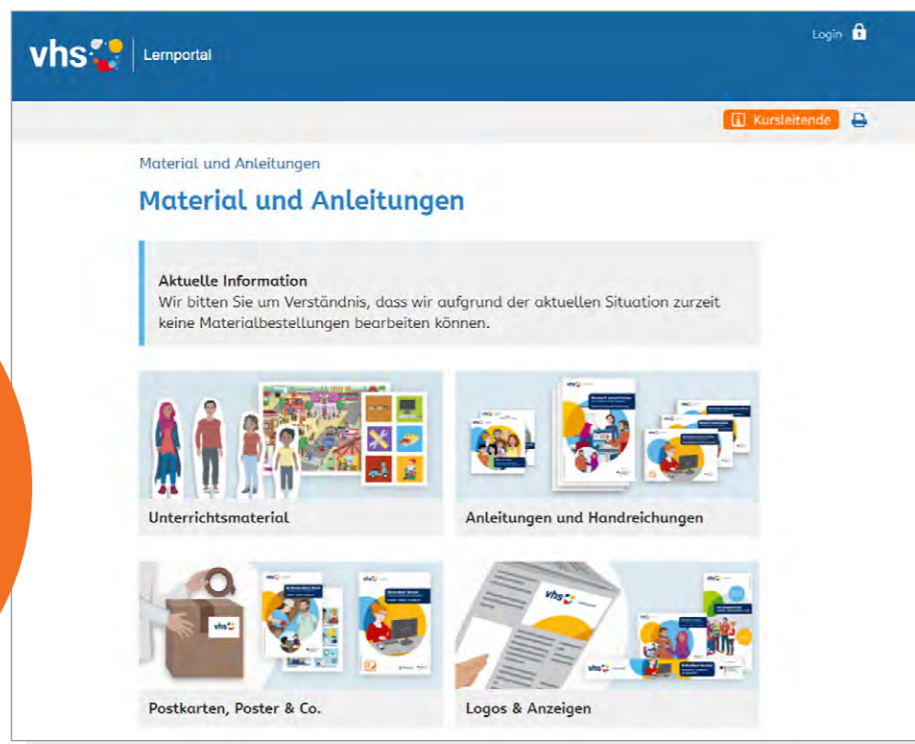 vhs
Lernportal
Login
Kursleitende
Material und Anleitungen
Material und Anleitungen
Aktuelle Information
Wir bitten Sie um Verständnis, dass wir aufgrund der aktuellen Situation zurzeit
keine Materialbestellungen bearbeiten können.
Unterrichtsmaterial
Anleitungen und Handreichungen
vhs
vhs
Postkarten, Poster & Co.
Logos & Anzeigen